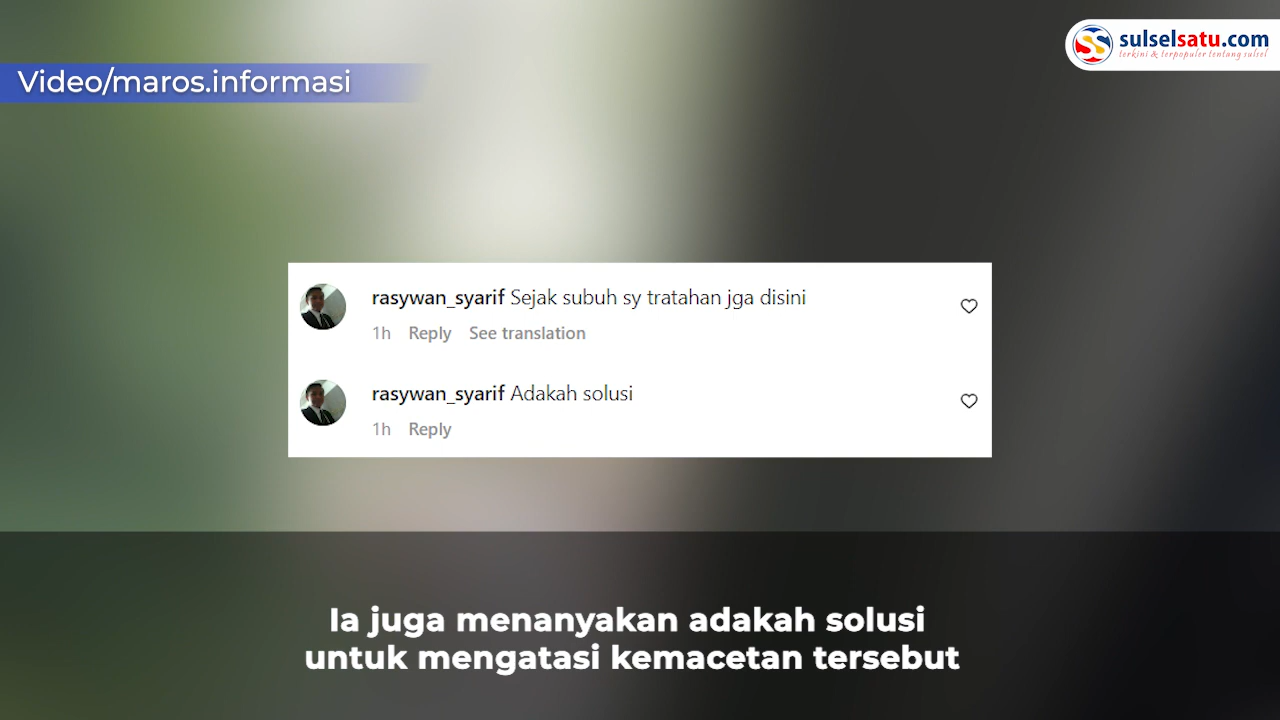 sulselsatu.com
terkini & terpopuler tentang sulsel
Video/maros.informasi
rasywan_syarif Sejak subuh sy tratahan jga disini
1h Reply See translation
rasywan_syarif Adakah solusi
1h Reply
Ia juga menanyakan adakah solusi
untuk mengatasi kemacetan tersebut